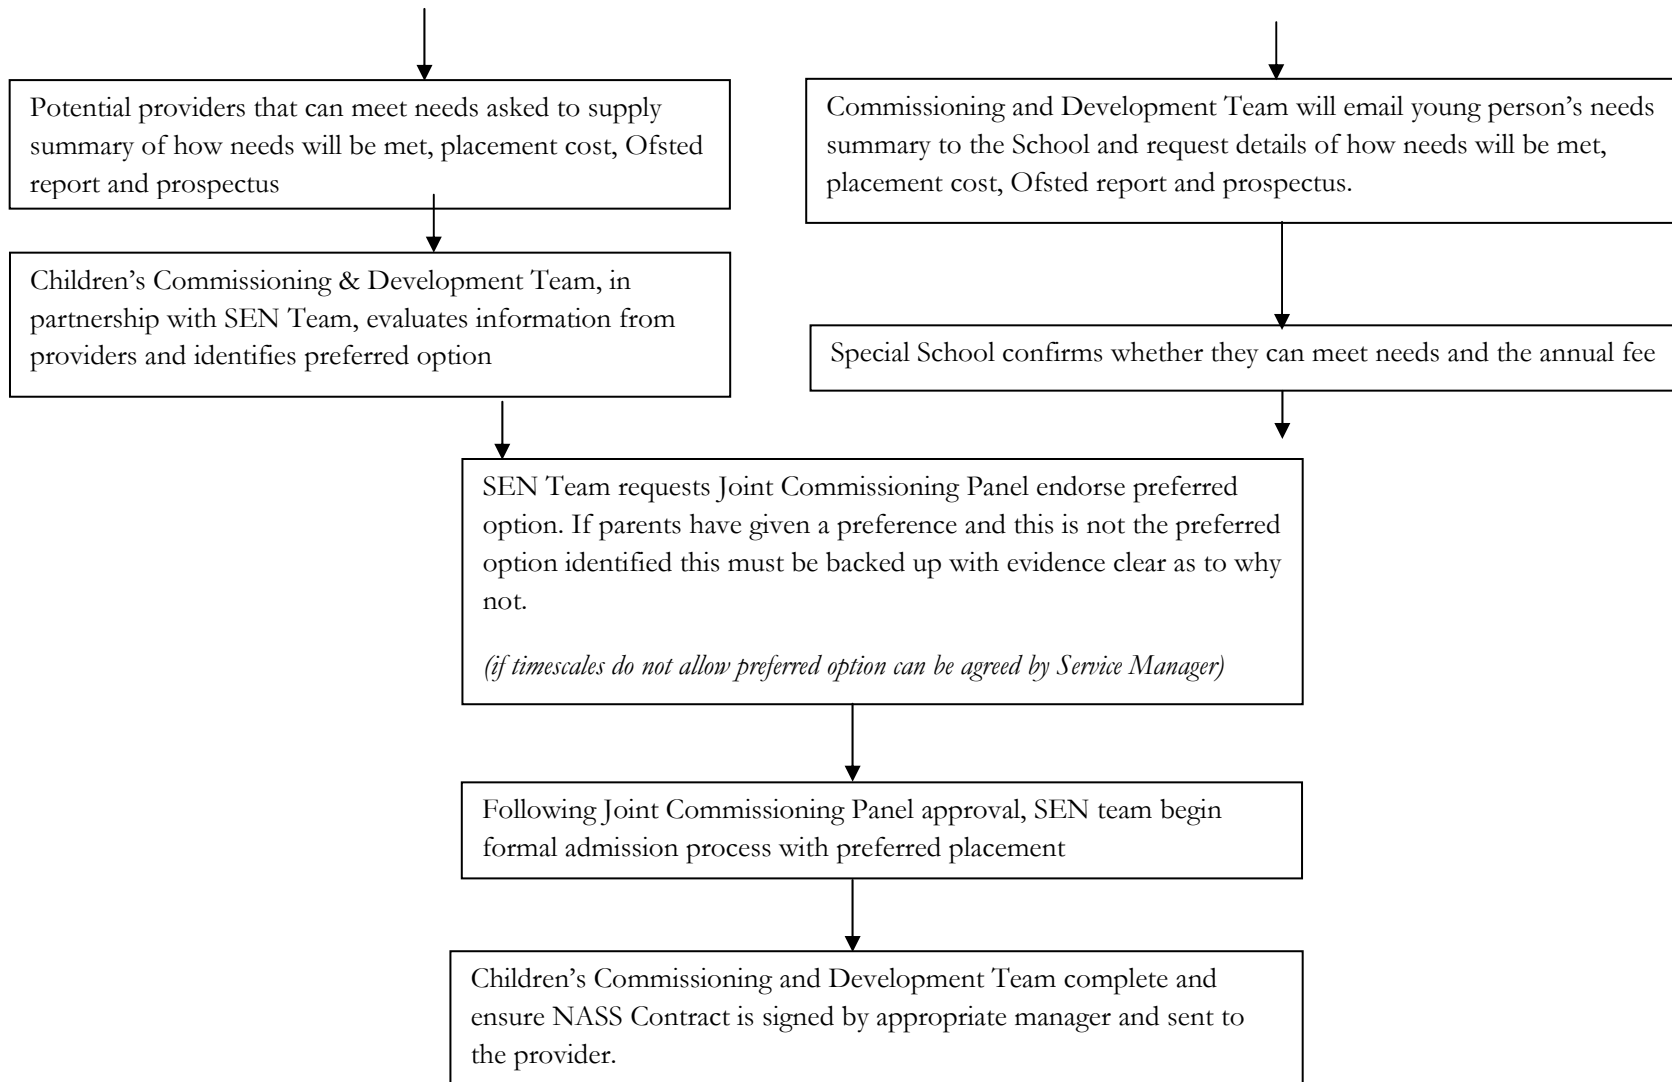 Potential providers that can meet needs asked to supply
summary of how needs will be met, placement cost, Ofsted
report and prospectus
Commissioning and Development Team will email young person's needs
summary to the School and request details of how needs will be met,
placement cost, Ofsted report and prospectus.
Children's Commissioning & Development Team, in
partnership with SEN Team, evaluates information from
providers and identifies preferred option
Special School confirms whether they can meet needs and the annual fee
SEN Team requests Joint Commissioning Panel endorse preferred
option. If parents have given a preference and this is not the preferred
option identified this must be backed up with evidence clear as to why
not.
(if timescales do not allow preferred option can be agreed by Service Manager)
Following Joint Commissioning Panel approval, SEN team begin
formal admission process with preferred placement
Children's Commissioning and Development Team complete and
ensure NASS Contract is signed by appropriate manager and sent to
the provider.